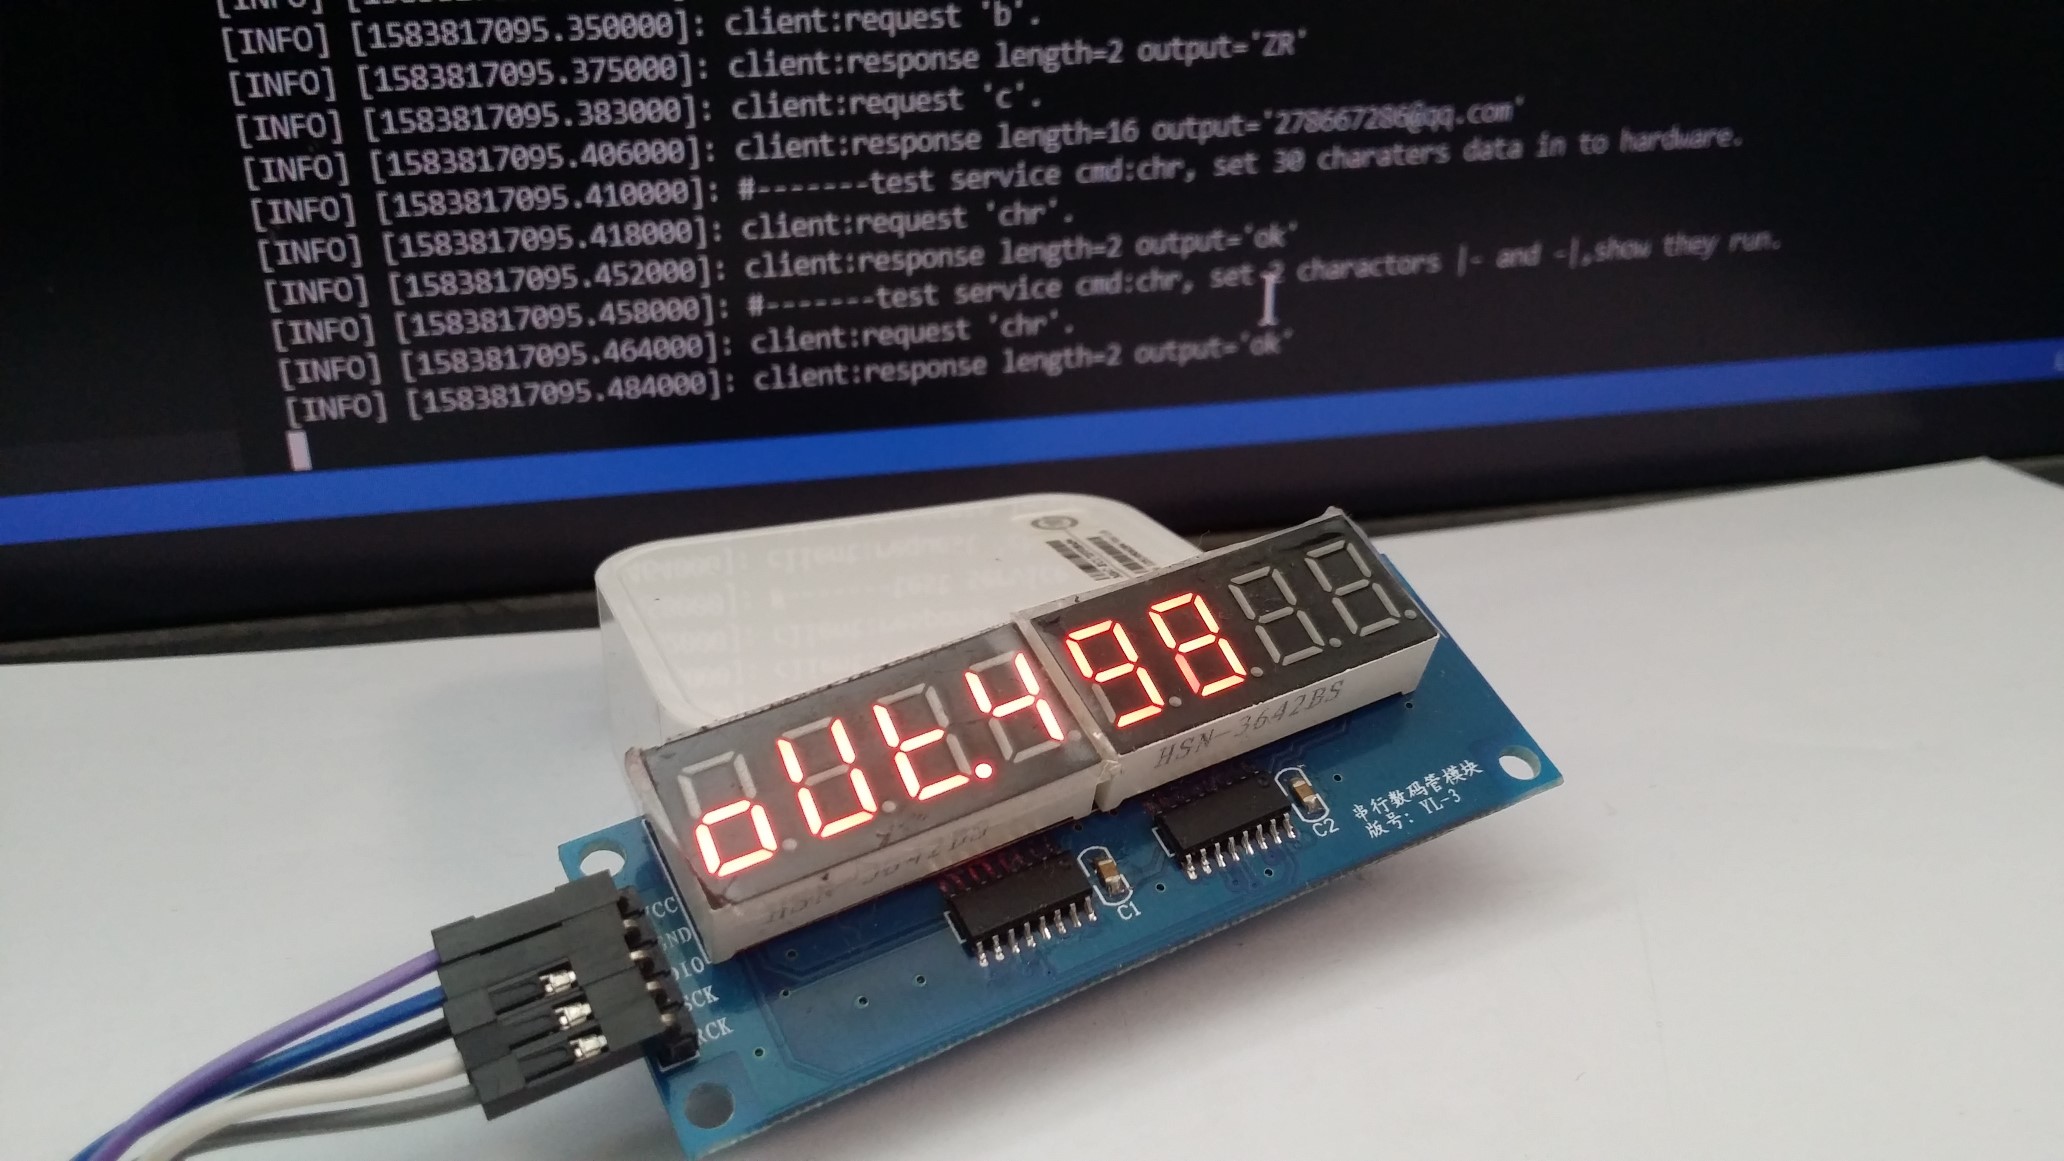 [INFO]
[INFO] [1583817095.350000]: client:request 'b'.
[INFO] [1583817095.375000]: client:response length=2 output='ZR'
[INFO] [1583817095.383000]: client:request 'c'.
[INFO] [1583817095.406000]: client:response length=16 output='278667286@qq.com'
[INFO] [1583817095.410000]: #-------test service cmd:chr, set 30 charaters data in to hardware.
[INFO] [1583817095.418000]: client:request 'chr'.
[INFO] [1583817095.452000]: client:response length=2 output='ok'
[INFO] [1583817095.458000]: #-------test service cmd:chr, set 2 charactors |- and -|,show they run.
[INFO] [1583817095.464000]: client:request 'chr'.
[INFO] [1583817095.484000]: client:response length=2 output='ok'
oUt.498
HSN-3642BS
串行数码管模块
版号: YL-3
C2
C1
VCC
GND
DIO
SCK
RCK